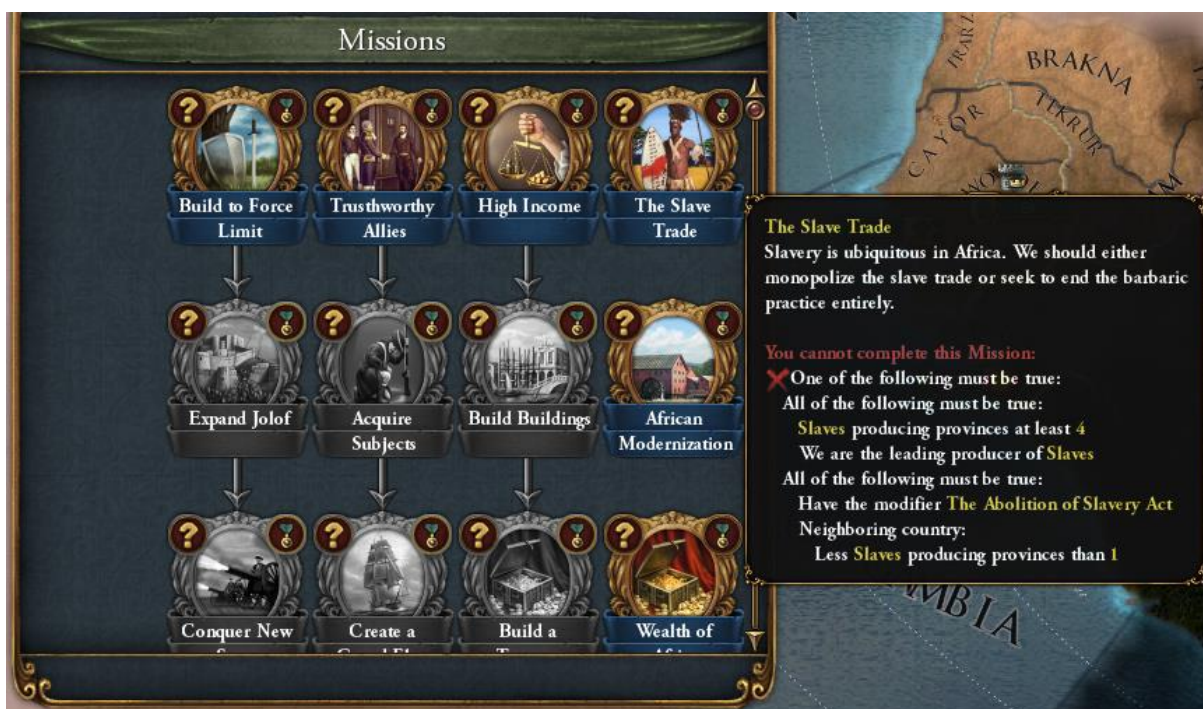 Missions
IRARZ
BRAKNA
CAYOR
TEKRUR
Build to Force
Limit
Trusthworthy
Allies
High Income
The Slave
Trade
The Slave Trade
Slavery is ubiquitous in Africa. We should either
monopolize the slave trade or seek to end the barbaric
practice entirely.
You cannot complete this Mission:
One of the following must be true:
All of the following must be true:
Slaves producing provinces at least 4
We are the leading producer of Slaves
All of the following must be true:
Have the modifier The Abolition of Slavery Act
Neighboring country:
Less Slaves producing provinces than 1
Expand Jolof
Acquire
Subjects
Build Buildings
African
Modernization
Conquer New
Create a
Build a
Wealth of
MBIA